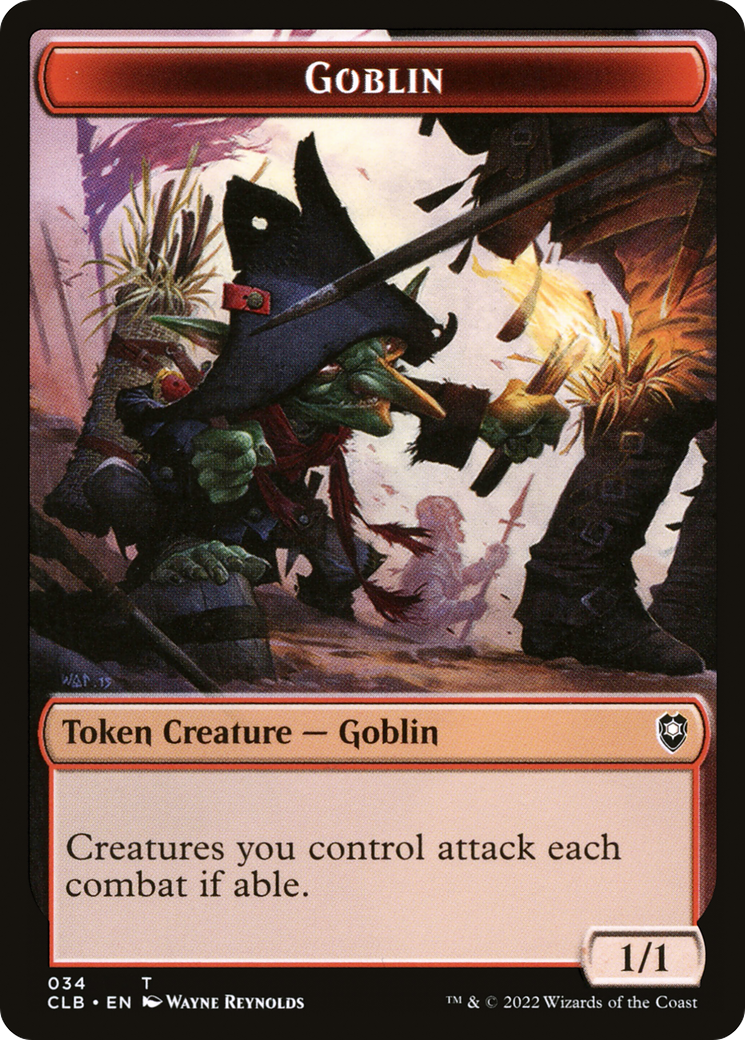 GOBLIN
W@P.15
Token Creature — Goblin
Creatures you control attack each
combat if able.
1/1
034 T
CLB • EN WAYNE REYNOLDS
™ & © 2022 Wizards of the Coast